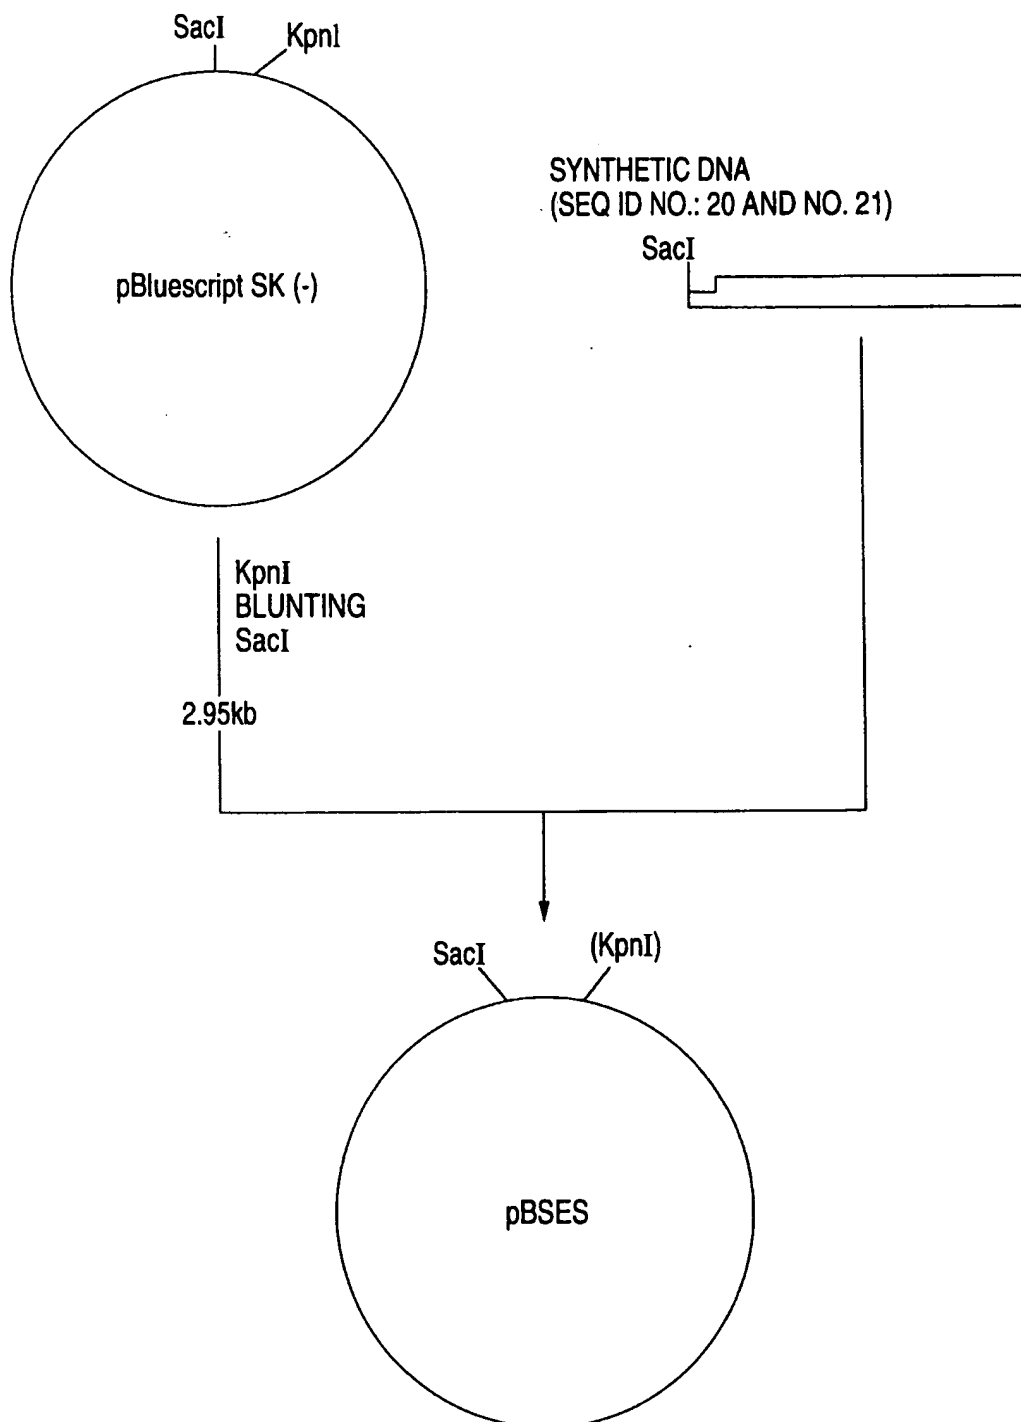 SacI
KpnI
pBluescript SK (-)
SYNTHETIC DNA
(SEQ ID NO.: 20 AND NO. 21)
SacI
KpnI
BLUNTING
SacI
2.95kb
SacI
(KpnI)
pBSES